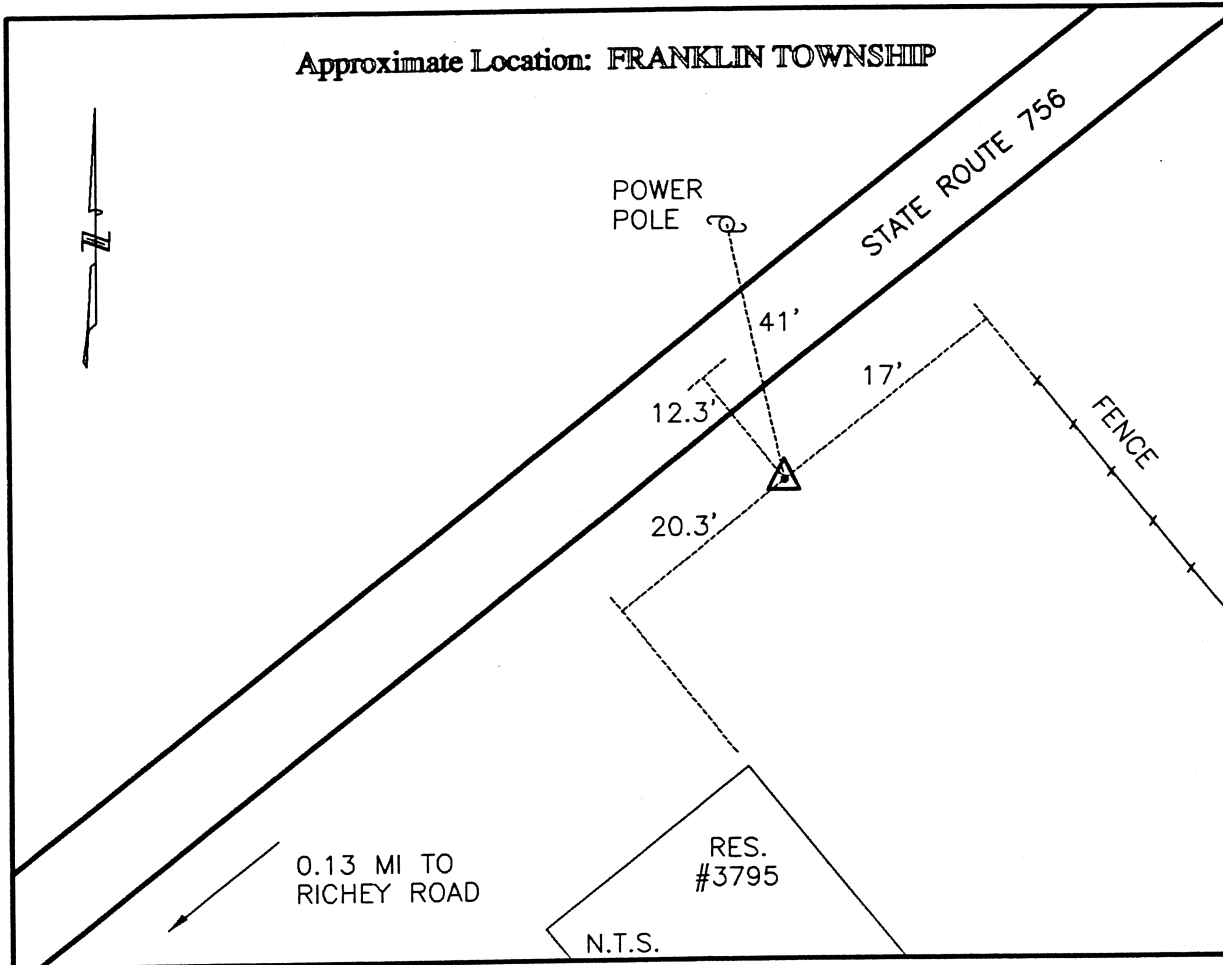 Approximate Location: FRANKLIN TOWNSHIP
N
POWER
POLE
STATE ROUTE 756
41'
17'
12.3'
FENCE
20.3'
0.13 MI TO
RICHEY ROAD
RES.
#3795
N.T.S.